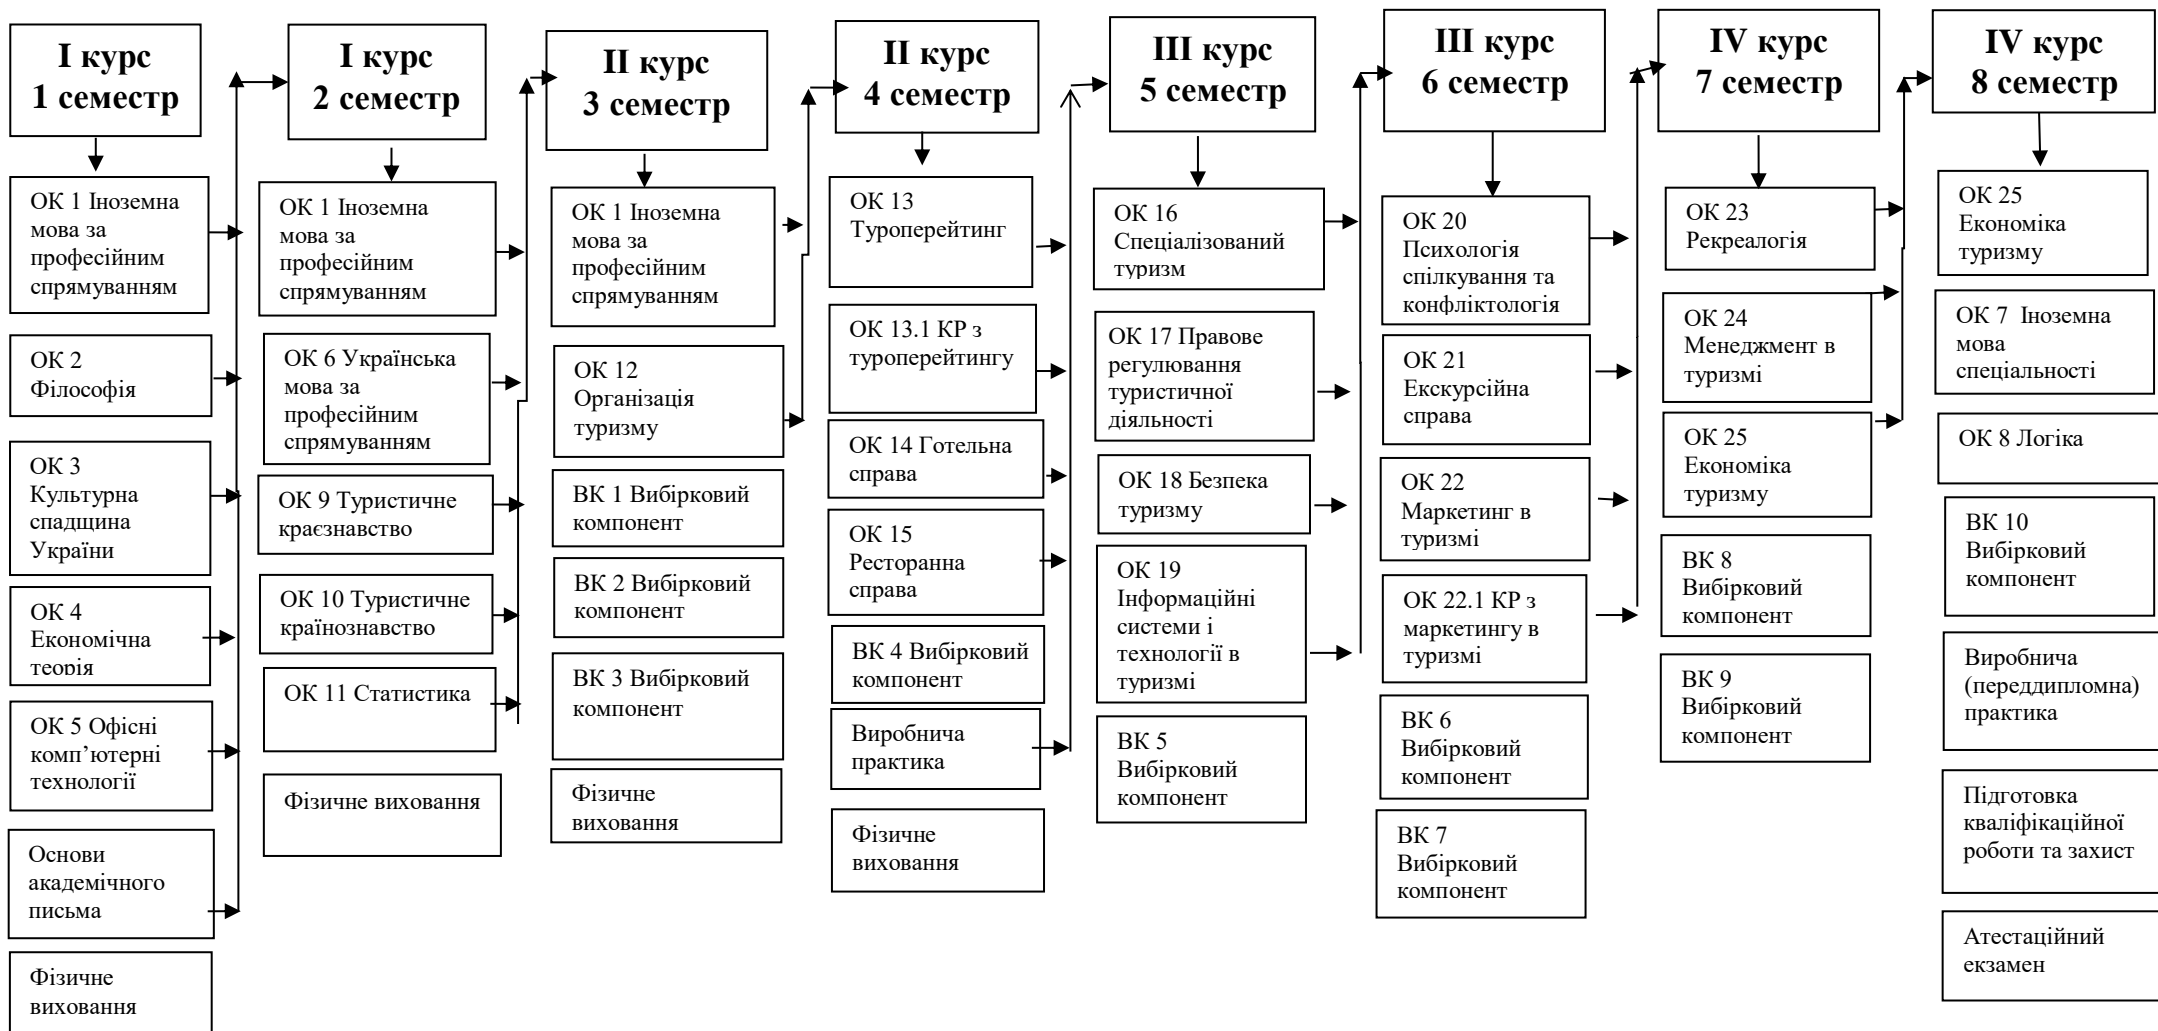 І курс
1 семестр
ОК 1 Іноземна
мова за
професійним
спрямуванням
ОК 2
Філософія
ОК 3
Культурна
спадщина
України
ОК 4
Економічна
теорія
ОК 5 Офісні
комп’ютерні
технології
Основи
академічного
письма
Фізичне
виховання
І курс
2 семестр
ОК 1 Іноземна
мова за
професійним
спрямуванням
ОК 6 Українська
мова за
професійним
спрямуванням
ОК 9 Туристичне
краєзнавство
ОК 10 Туристичне
країнознавство
ОК 11 Статистика
Фізичне виховання
ІІ курс
3 семестр
ОК 1 Іноземна
мова за
професійним
спрямуванням
ОК 12
Організація
туризму
ВК 1 Вибірковий
компонент
ВК 2 Вибірковий
компонент
ВК 3 Вибірковий
компонент
Фізичне
виховання
ІІ курс
4 семестр
ОК 13
Туроперейтинг
ОК 13.1 КР з
туроперейтингу
ОК 14 Готельна
справа
ОК 15
Ресторанна
справа
ВК 4 Вибірковий
компонент
Виробнича
практика
Фізичне
виховання
ІІІ курс
5 семестр
ОК 16
Спеціалізований
туризм
ОК 17 Правове
регулювання
туристичної
діяльності
ОК 18 Безпека
туризму
ОК 19
Інформаційні
системи і
технології в
туризмі
ВК 5
Вибірковий
компонент
ІІІ курс
6 семестр
ОК 20
Психологія
спілкування та
конфліктологія
ОК 21
Екскурсійна
справа
ОК 22
Маркетинг в
туризмі
ОК 22.1 КР з
маркетингу в
туризмі
ВК 6
Вибірковий
компонент
ВК 7
Вибірковий
компонент
IV курс
7 семестр
ОК 23
Рекреалогія
ОК 24
Менеджмент в
туризмі
ОК 25
Економіка
туризму
ВК 8
Вибірковий
компонент
ВК 9
Вибірковий
компонент
IV курс
8 семестр
ОК 25
Економіка
туризму
ОК 7 Іноземна
мова
спеціальності
ОК 8 Логіка
ВК 10
Вибірковий
компонент
Виробнича
(переддипломна)
практика
Підготовка
кваліфікаційної
роботи та захист
Атестаційний
екзамен